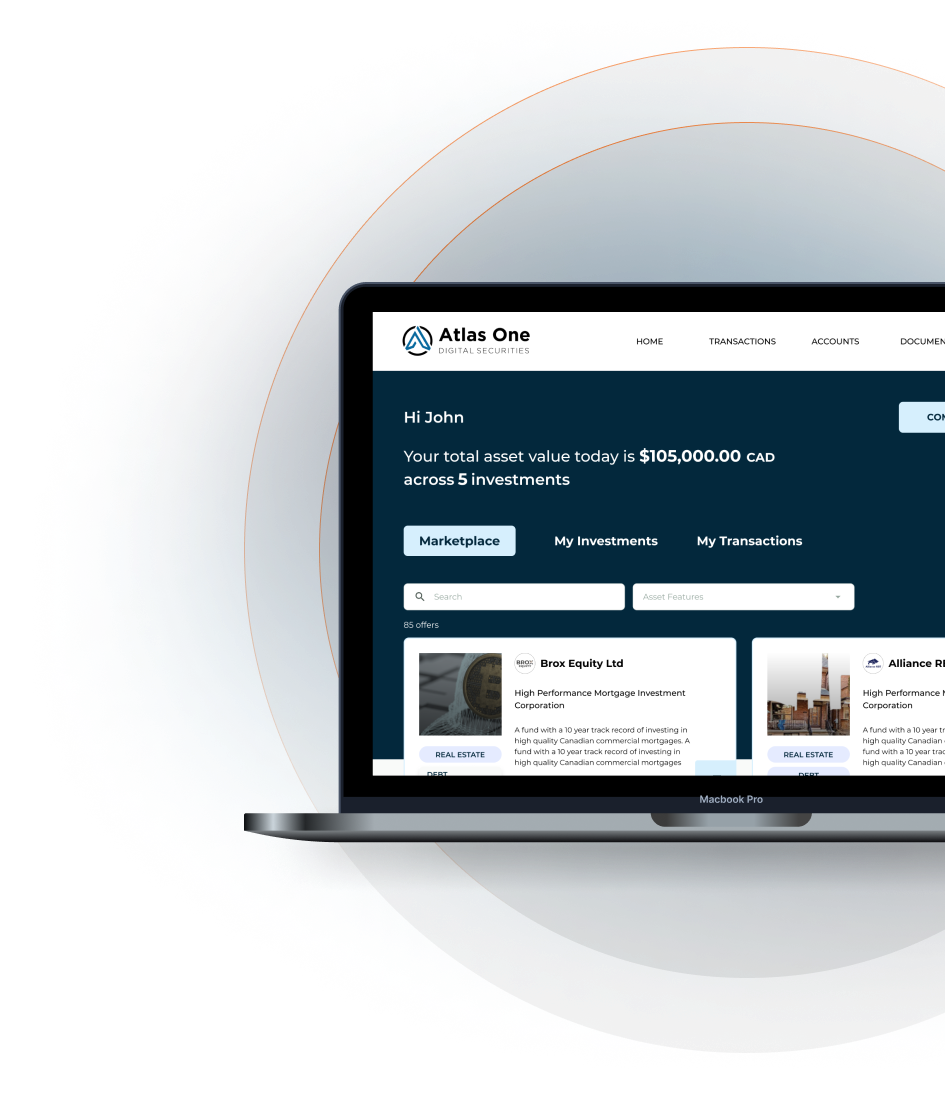 Atlas One
DIGITAL SECURITIES
HOME
TRANSACTIONS
ACCOUNTS
Hi John
Your total asset value today is $105,000.00 CAD
across 5 investments
Marketplace
My Investments
My Transactions
Search
Asset Features
85 offers
BROX
Brox Equity Ltd
High Performance Mortgage Investment
Corporation
A fund with a 10 year track record of investing in
high quality Canadian commercial mortgages. A
fund with a 10 year track record of investing in
high quality Canadian commercial mortgages
REAL ESTATE
DEBT
Alliance
High Performance
Corporation
A fund with a 10 year
high quality Canadian
fund with a 10 year
high quality Canadian
REAL ESTATE
DEBT
Macbook Pro